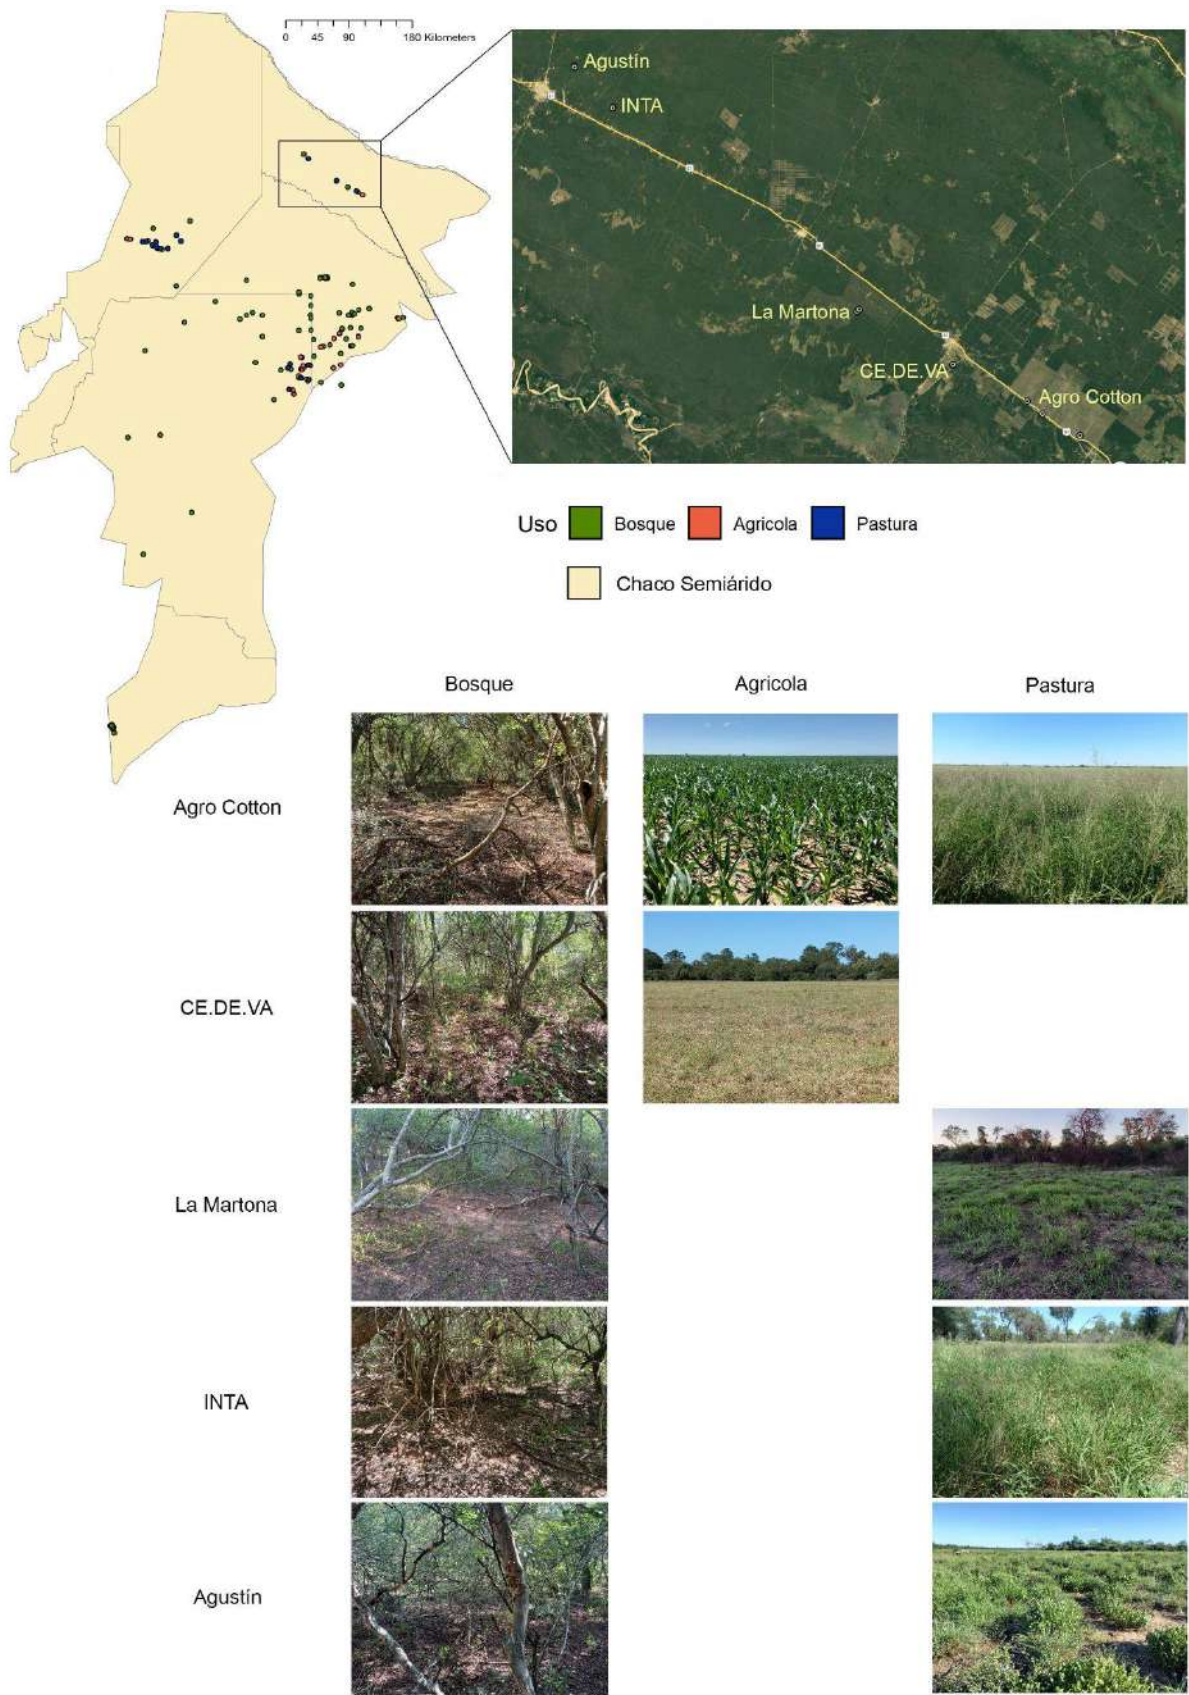 0 45 90 180 Kilometers
Agustín
INTA
La Martona
CE.DE.VA
Agro Cotton
Uso Bosque Agricola Pastura
Chaco Semiárido
Bosque Agricola Pastura
Agro Cotton
CE.DE.VA
La Martona
INTA
Agustín